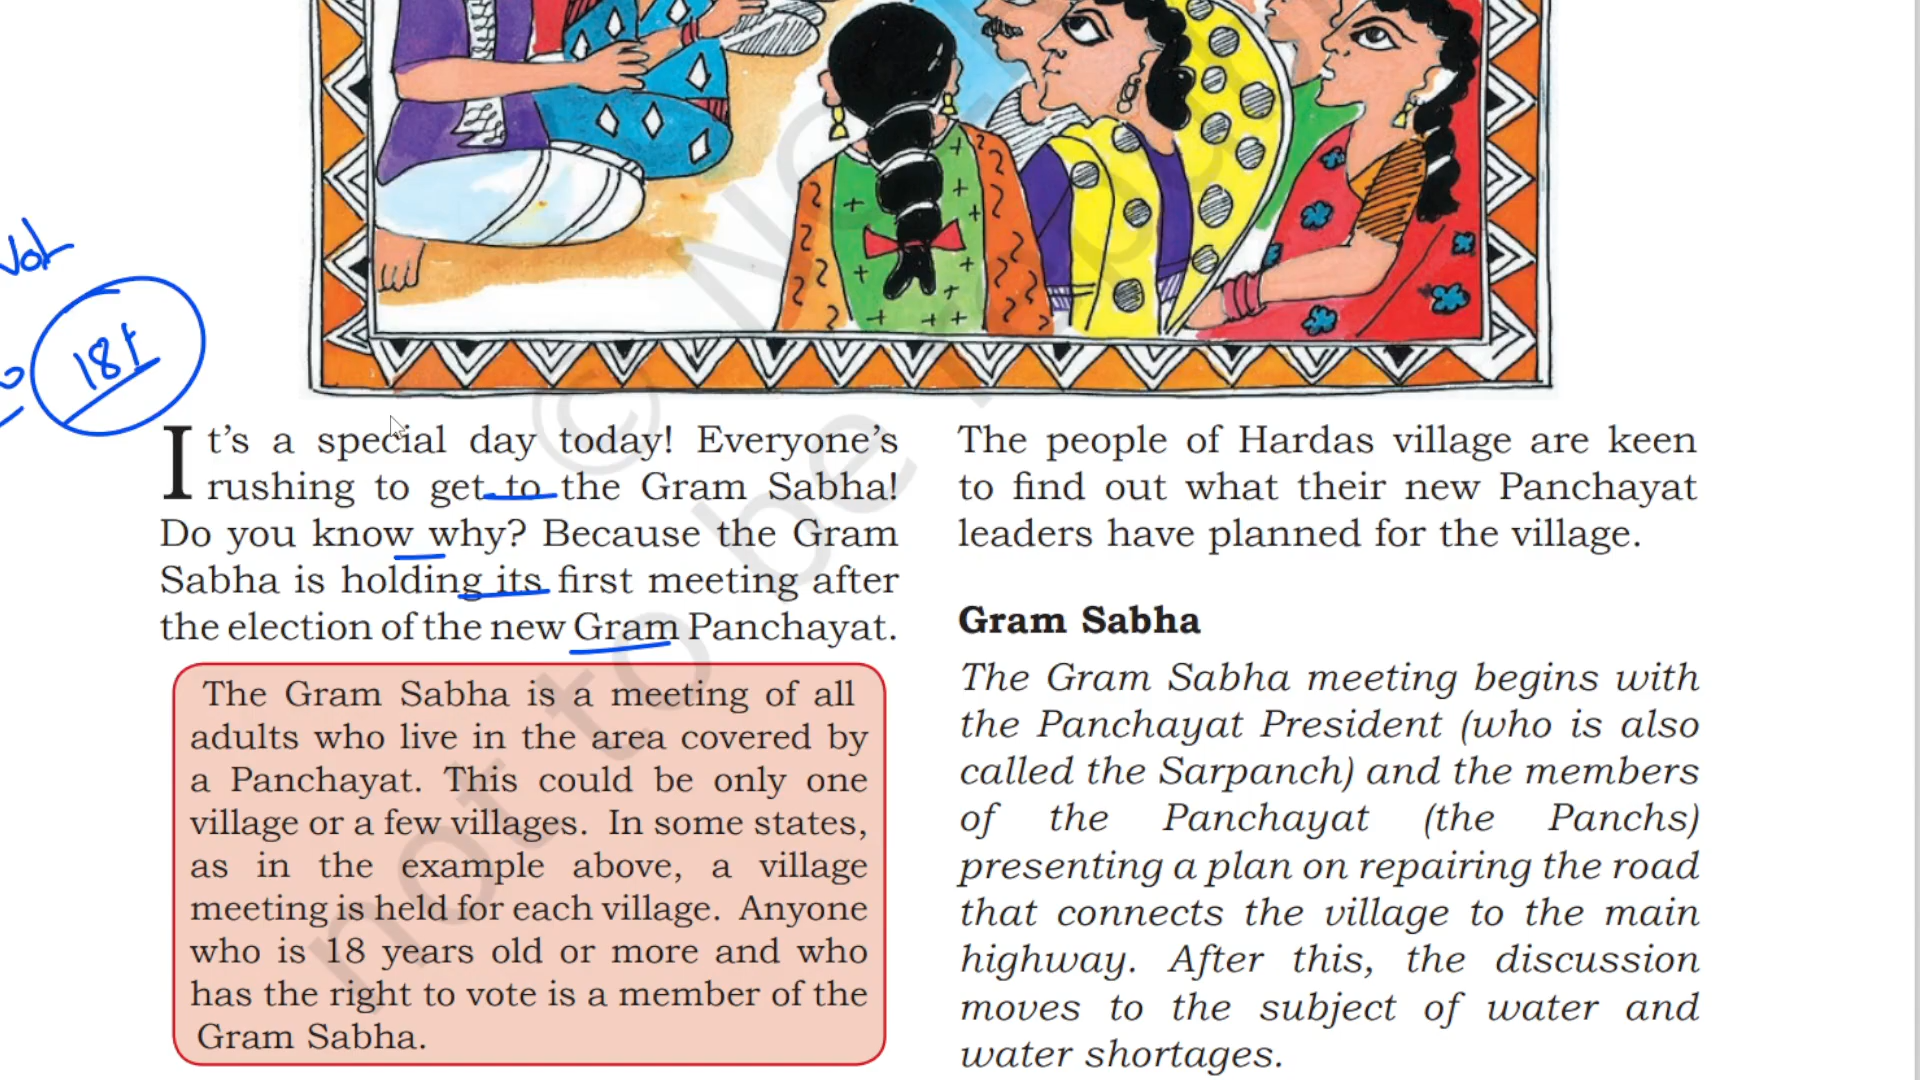 18+
It's a special day today! Everyone's
rushing to get to the Gram Sabha!
Do you know why? Because the Gram
Sabha is holding its first meeting after
the election of the new Gram Panchayat.
The Gram Sabha is a meeting of all
adults who live in the area covered by
a Panchayat. This could be only one
village or a few villages. In some states,
as in the example above, a village
meeting is held for each village. Anyone
who is 18 years old or more and who
has the right to vote is a member of the
Gram Sabha.
The people of Hardas village are keen
to find out what their new Panchayat
leaders have planned for the village.
Gram Sabha
The Gram Sabha meeting begins with
the Panchayat President (who is also
called the Sarpanch) and the members
of the Panchayat (the Panchs)
presenting a plan on repairing the road
that connects the village to the main
highway. After this, the discussion
moves to the subject of water and
water shortages.
not to be